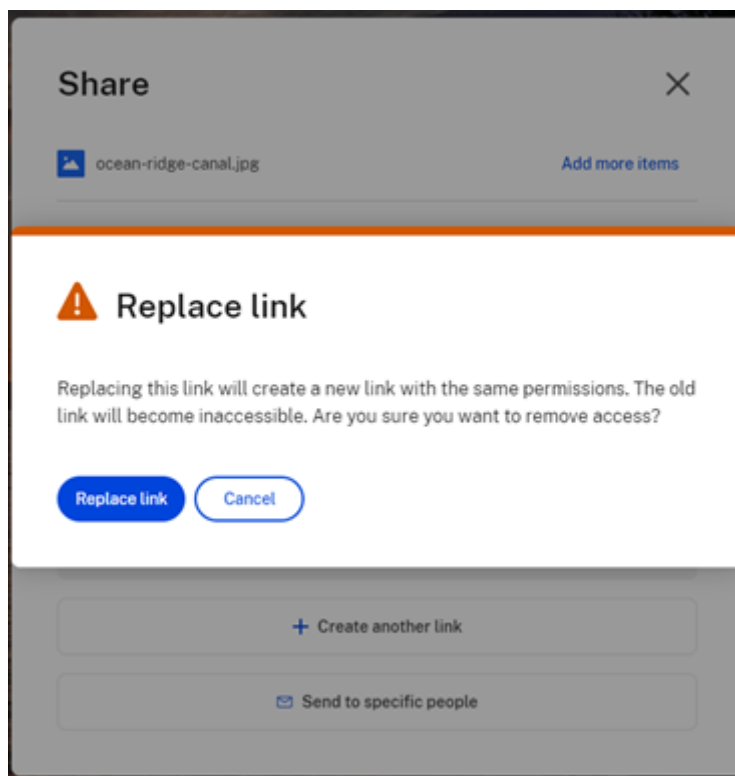 Share
ocean-ridge-canal.jpg
Add more items
Replace link
Replacing this link will create a new link with the same permissions. The old
link will become inaccessible. Are you sure you want to remove access?
Replace link
Cancel
Create another link
Send to specific people